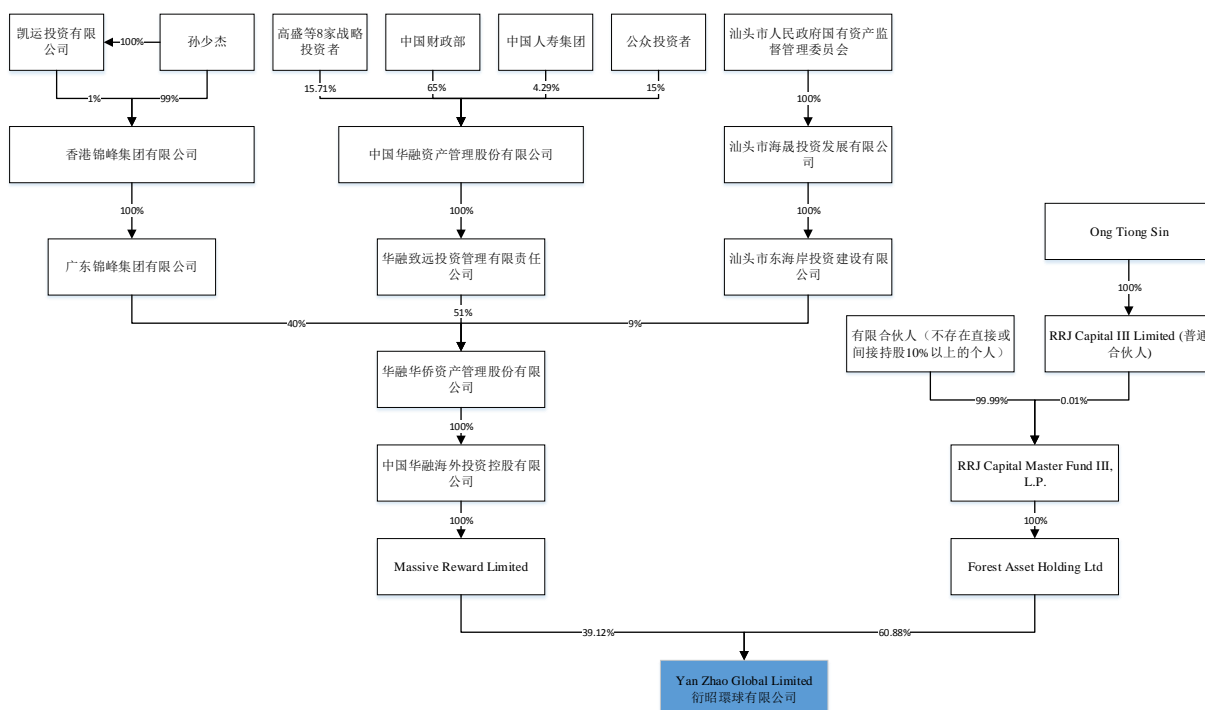 凯运投资有限
公司
100%
孙少杰
高盛等8家战略
投资者
中国财政部
中国人寿集团
公众投资者
汕头市人民政府国有资产监
督管理委员会
1%
99%
15.71%
65%
4.29%
15%
100%
香港锦峰集团有限公司
中国华融资产管理股份有限公司
汕头市海晟投资发展有限公
司
100%
100%
100%
广东锦峰集团有限公司
华融致远投资管理有限责任
公司
汕头市东海岸投资建设有限
公司
Ong Tiong Sin
100%
40%
51%
9%
有限合伙人（不存在直接或
间接持股10%以上的个人）
RRJ Capital III Limited (普通
合伙人)
华融华侨资产管理股份有限
公司
99.99%
0.01%
100%
中国华融海外投资控股有限
公司
RRJ Capital Master Fund III,
L.P.
100%
100%
Massive Reward Limited
Forest Asset Holding Ltd
39.12%
60.88%
Yan Zhao Global Limited
衍昭環球有限公司